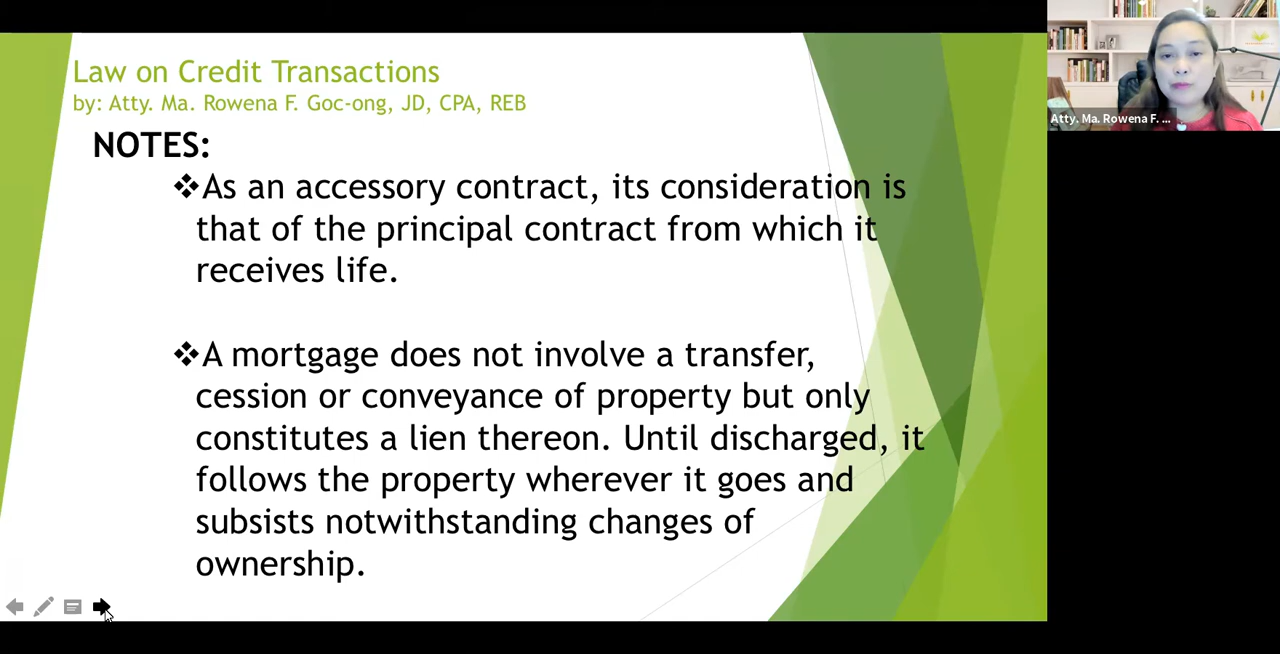 Law on Credit Transactions
by: Atty. Ma. Rowena F. Goc-ong, JD, CPA, REB
NOTES:
❖As an accessory contract, its consideration is
that of the principal contract from which it
receives life.
❖A mortgage does not involve a transfer,
cession or conveyance of property but only
constitutes a lien thereon. Until discharged, it
follows the property wherever it goes and
subsists notwithstanding changes of
ownership.
Atty. Ma. Rowena F. ...